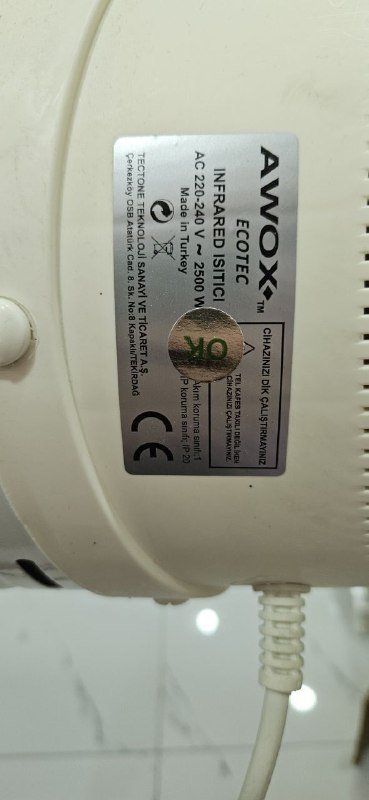 AWOX™
ECOTEC
INFRARED ISITICI
AC 220-240 V ~ 2500 W
Made in Turkey
CİHAZINIZI DİK ÇALIŞTIRMAYINIZ
TEL KAFES TAKILI DEĞİLKEN
CİHAZINIZI ÇALIŞTIRMAYINIZ.
OK
Akım koruma sınıfı:1
IP koruma sınıfı: IP 20
TECTONE TEKNOLOJİ SANAYİ VE TİCARET A.Ş.
Çerkezköy OSB Atatürk Cad. 8. Sk. No:8 Kapaklı/TEKİRDAĞ
CE